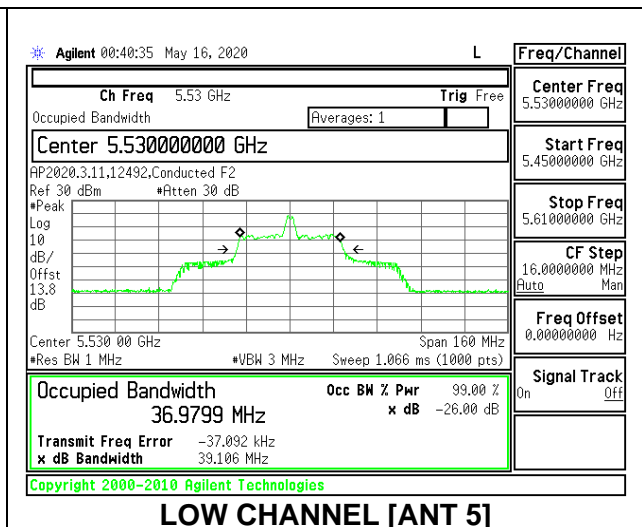 Agilent 00:40:35 May 16, 2020 L Freq/Channel
Ch Freq 5.53 GHz Trig Free
Occupied Bandwidth Averages: 1
Center 5.530000000 GHz
AP2020.3.11,12492,Conducted F2
Ref 30 dBm #Atten 30 dB
#Peak
Log
10
dB/
Offst
13.8
dB
Center 5.530 00 GHz Span 160 MHz
#Res BW 1 MHz #VBW 3 MHz Sweep 1.066 ms (1000 pts)
Occupied Bandwidth Occ BW % Pwr 99.00 %
36.9799 MHz x dB -26.00 dB
Transmit Freq Error -37.092 kHz
x dB Bandwidth 39.106 MHz
Copyright 2000-2010 Agilent Technologies
Center Freq
5.53000000 GHz
Start Freq
5.45000000 GHz
Stop Freq
5.61000000 GHz
CF Step
16.0000000 MHz
Auto Man
Freq Offset
0.00000000 Hz
Signal Track
On Off
LOW CHANNEL [ANT 5]